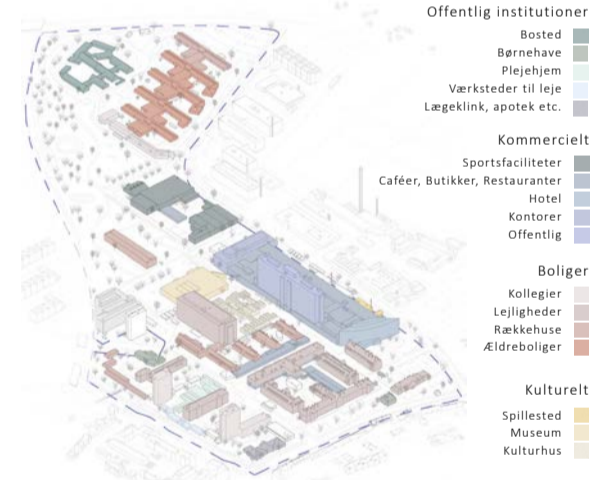 Offentlig institutioner
Bosted
Børnehave
Plejehjem
Værksteder til leje
Lægeklink, apotek etc.
Kommercielt
Sportsfaciliteter
Caféer, Butikker, Restauranter
Hotel
Kontorer
Offentlig
Boliger
Kollegier
Lejligheder
Rækkehuse
Ældreboliger
Kulturelt
Spillested
Museum
Kulturhus